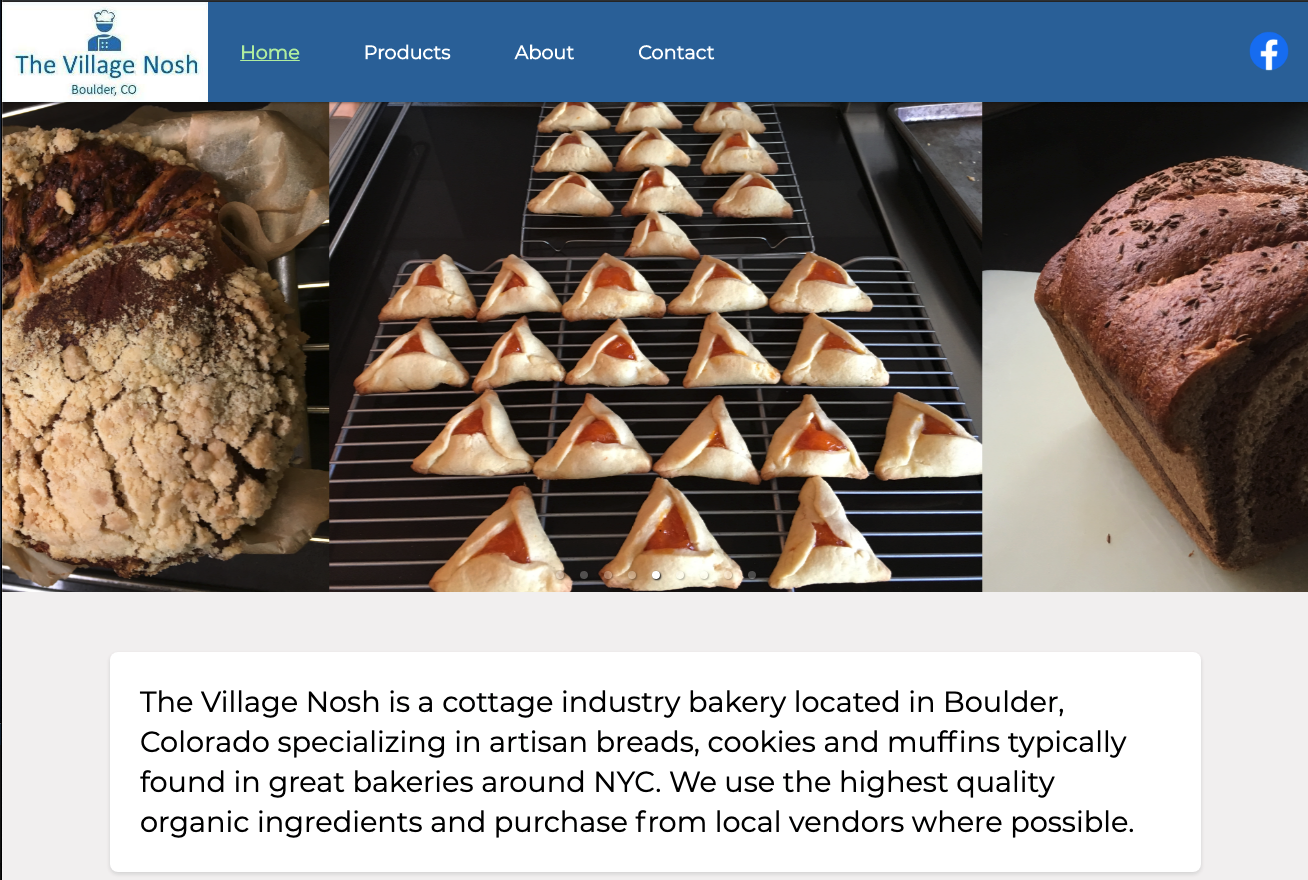 The Village Nosh
Boulder, CO
Home
Products
About
Contact
The Village Nosh is a cottage industry bakery located in Boulder,
Colorado specializing in artisan breads, cookies and muffins typically
found in great bakeries around NYC. We use the highest quality
organic ingredients and purchase from local vendors where possible.